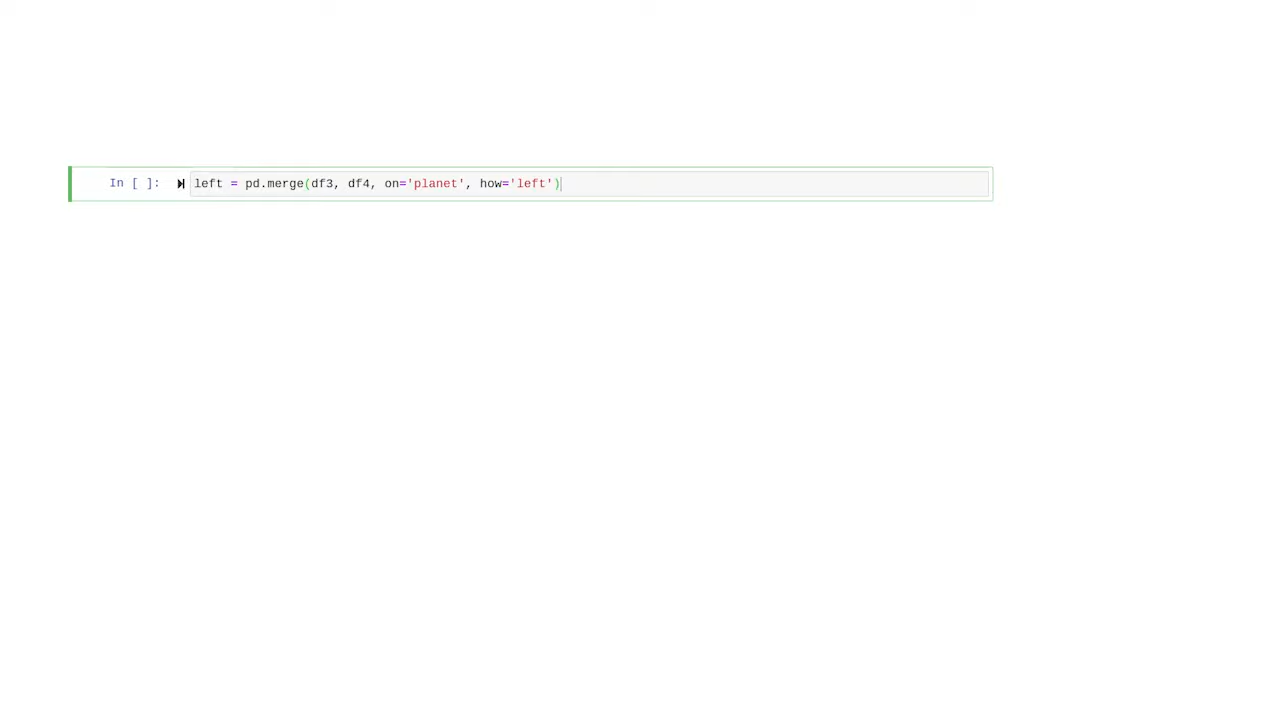 In [ ]: left = pd.merge(df3, df4, on='planet', how='left')